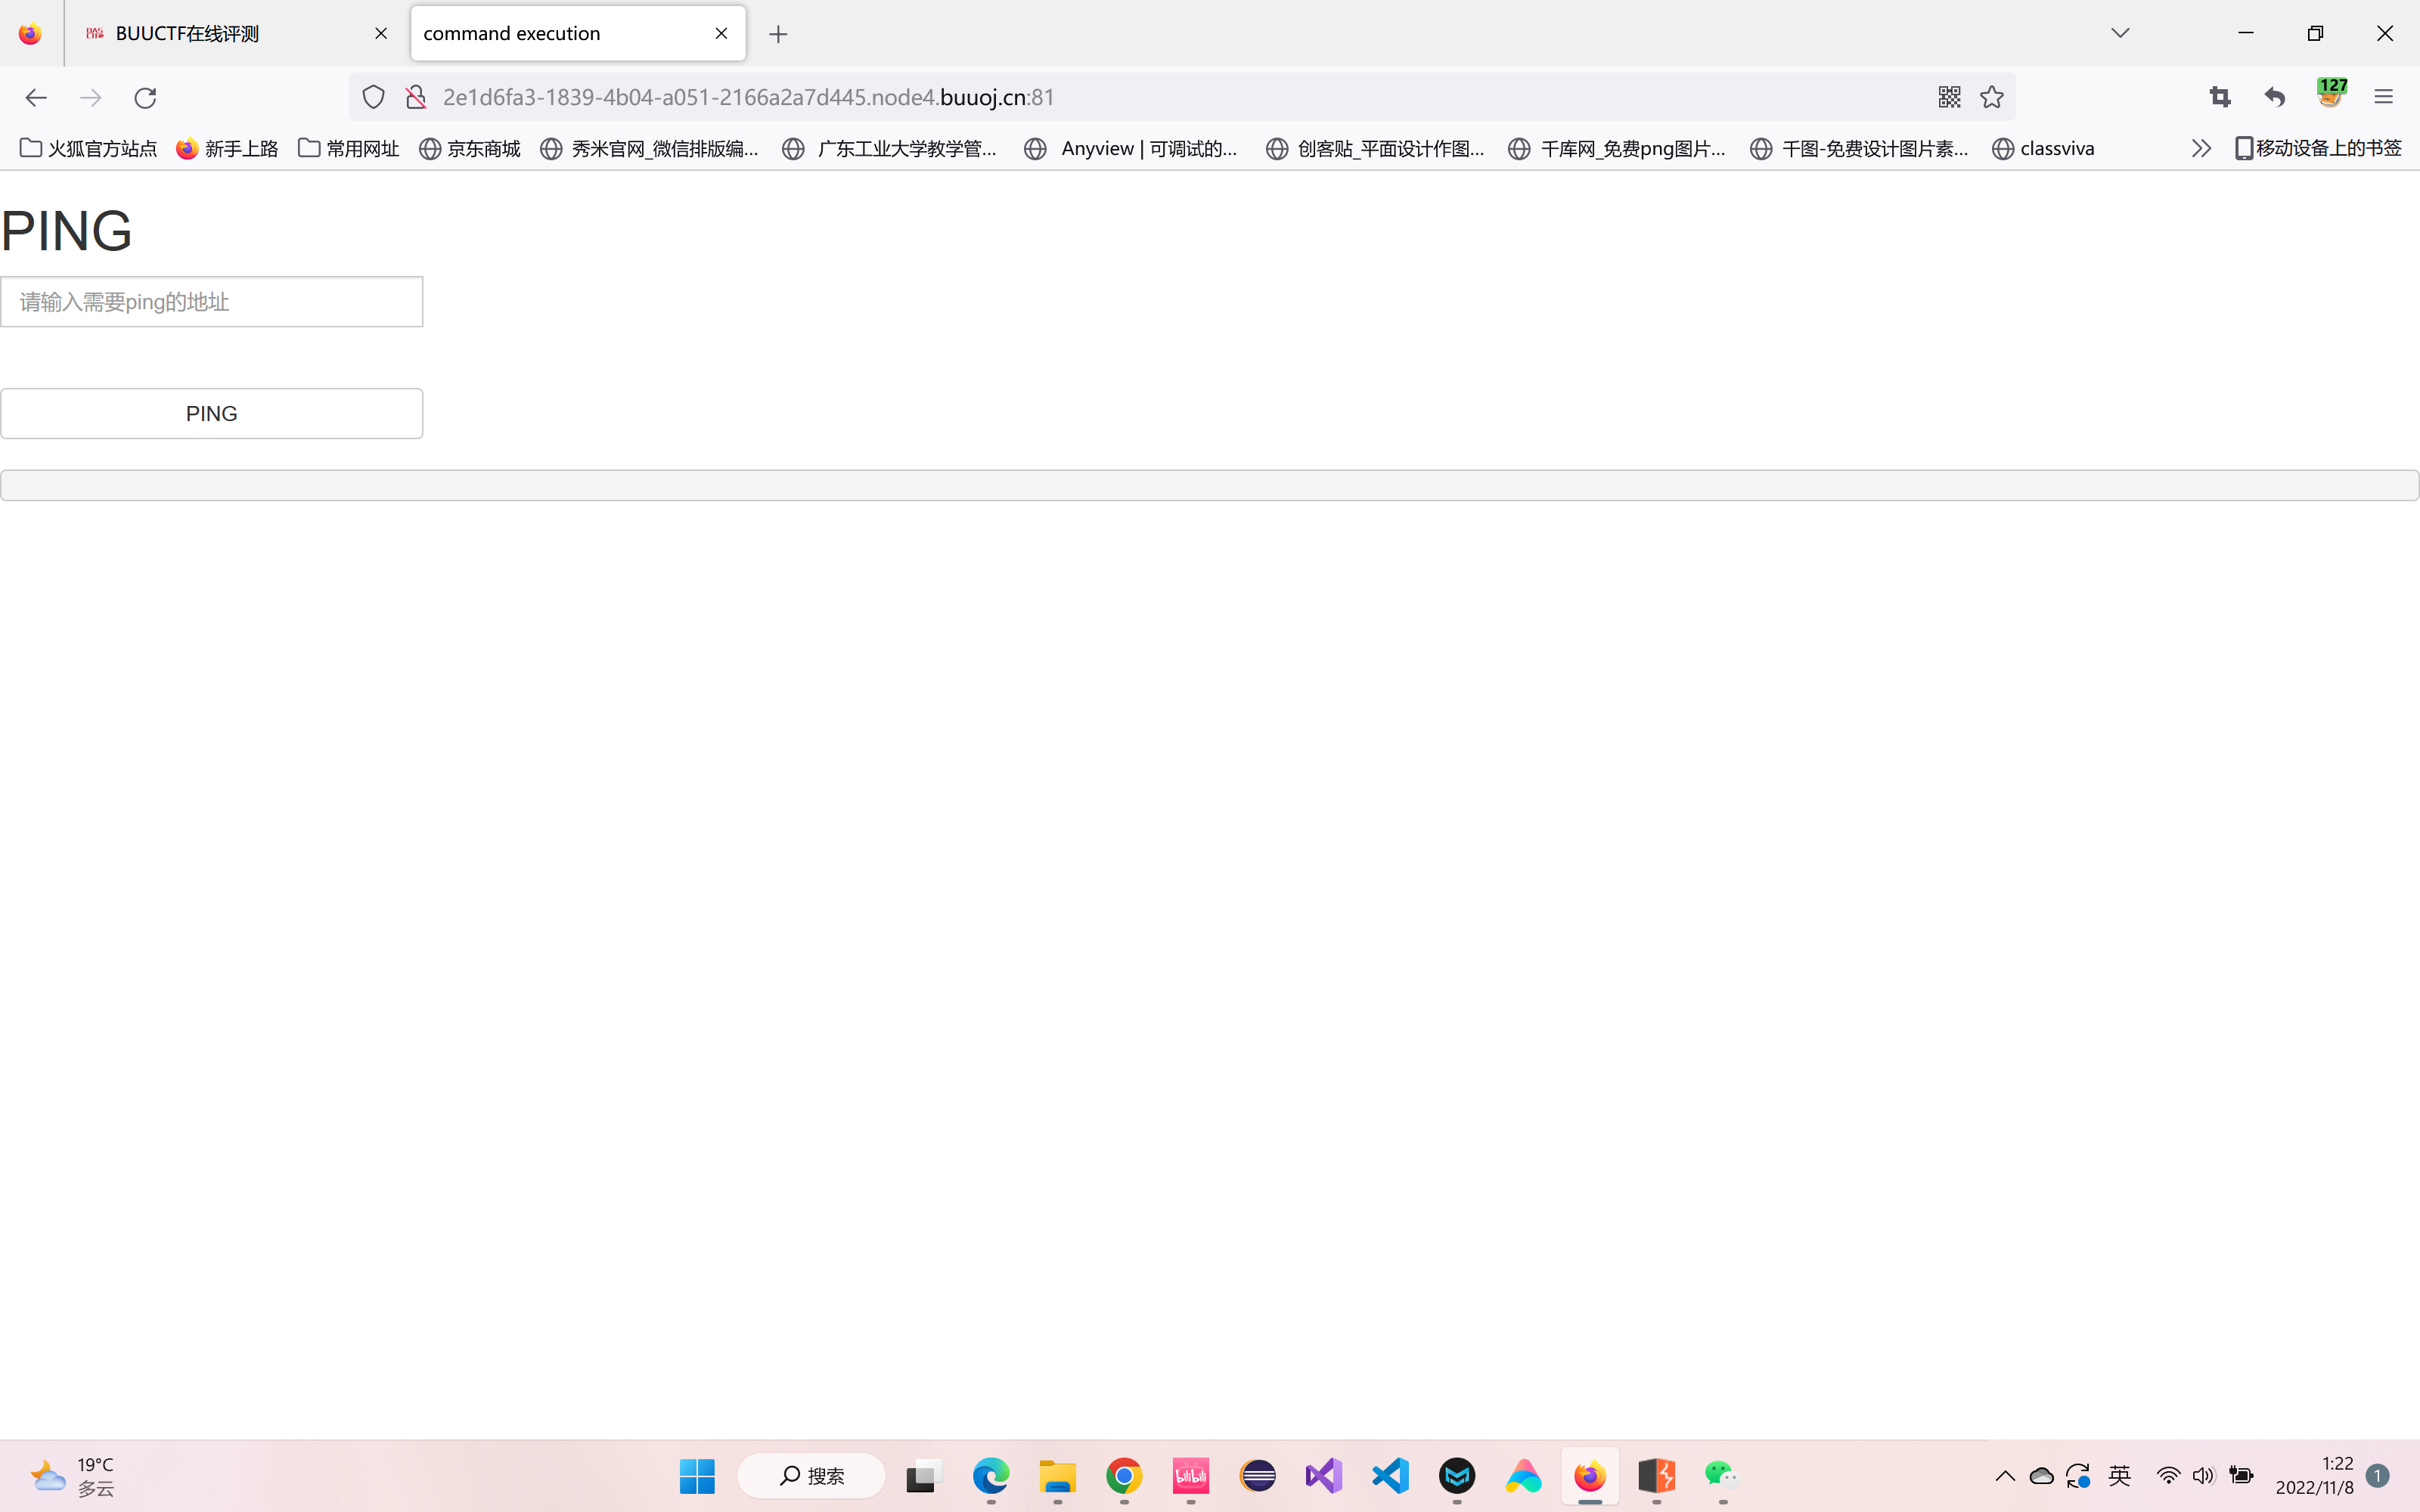 BUUCTF在线评测
command execution
2e1d6fa3-1839-4b04-a051-2166a2a7d445.node4.buuoj.cn:81
127
火狐官方站点 新手上路 常用网址 京东商城 秀米官网_微信排版编... 广东工业大学教学管... Anyview | 可调试的... 创客贴_平面设计作图... 千库网_免费png图片... 千图-免费设计图片素... classviva 移动设备上的书签
PING
请输入需要ping的地址
PING
19°C
多云
搜索
bilibili
英
1:22
2022/11/8
1